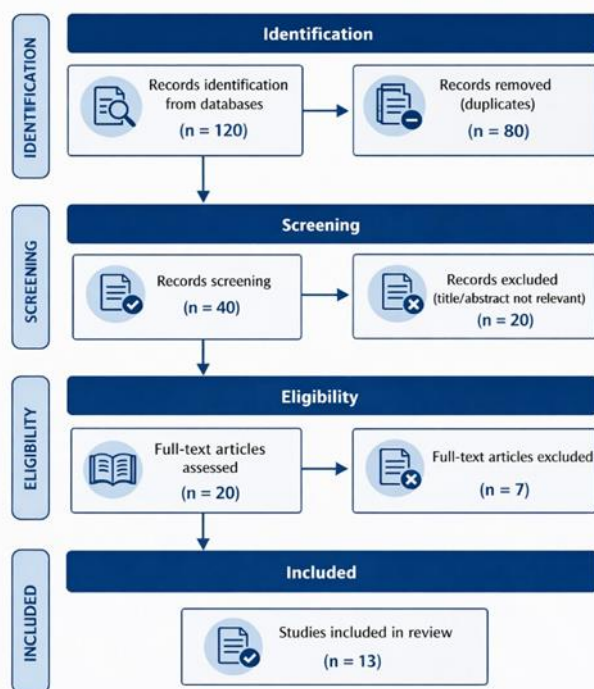 IDENTIFICATION
Identification
Records identification
from databases
(n = 120)
Records removed
(duplicates)
(n = 80)
SCREENING
Screening
Records screening
(n = 40)
Records excluded
(title/abstract not relevant)
(n = 20)
ELIGIBILITY
Eligibility
Full-text articles
assessed
(n = 20)
Full-text articles excluded
(n = 7)
INCLUDED
Included
Studies included in review
(n = 13)